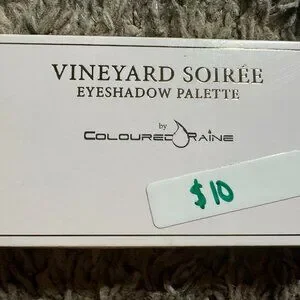 VINEYARD SOIRÉE
EYESHADOW PALETTE
by
COLOURED RAINE
$10